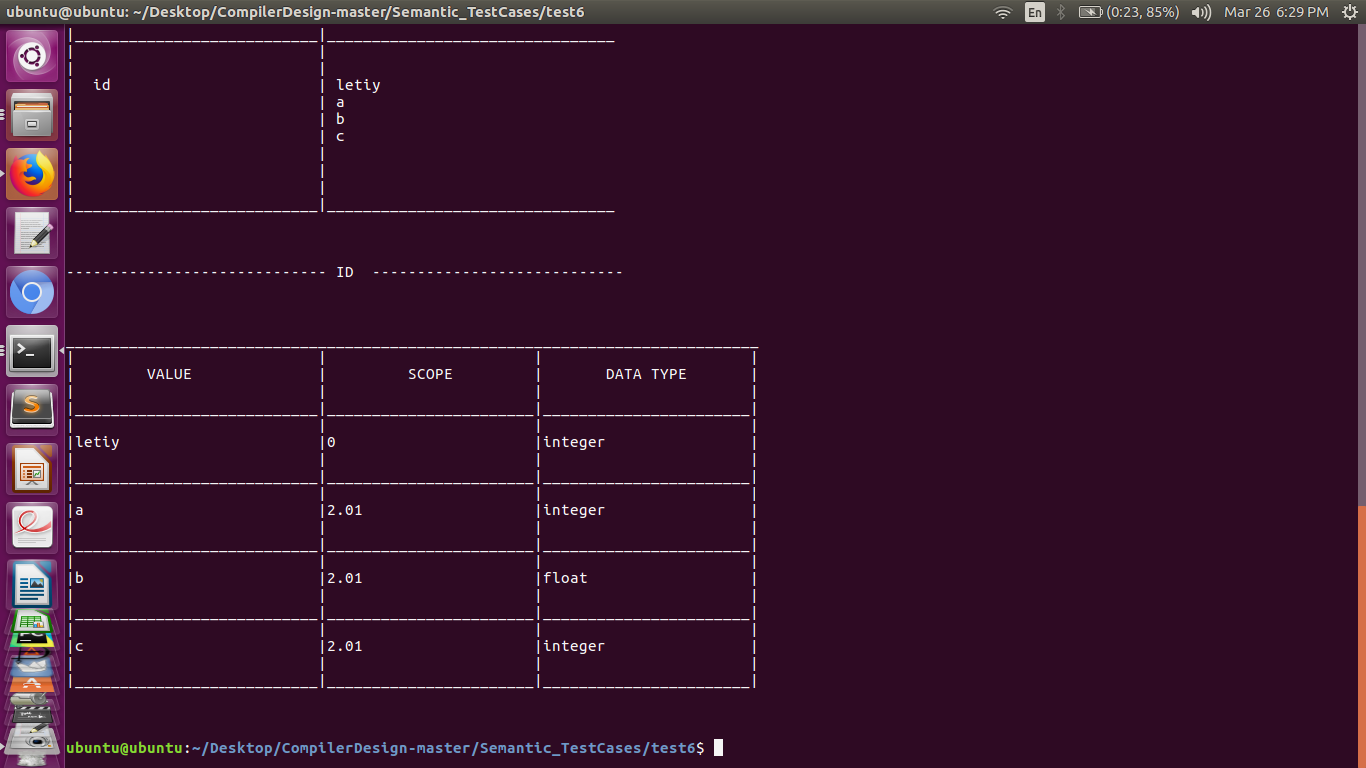 ubuntu@ubuntu: ~/Desktop/CompilerDesign-master/Semantic_TestCases/test6
En (0:23, 85%) Mar 26 6:29 PM
id letiy
a
b
c
----------------------------- ID ----------------------------
VALUE SCOPE DATA TYPE
letiy 0 integer
a 2.01 integer
b 2.01 float
c 2.01 integer
ubuntu@ubuntu:~/Desktop/CompilerDesign-master/Semantic_TestCases/test6$